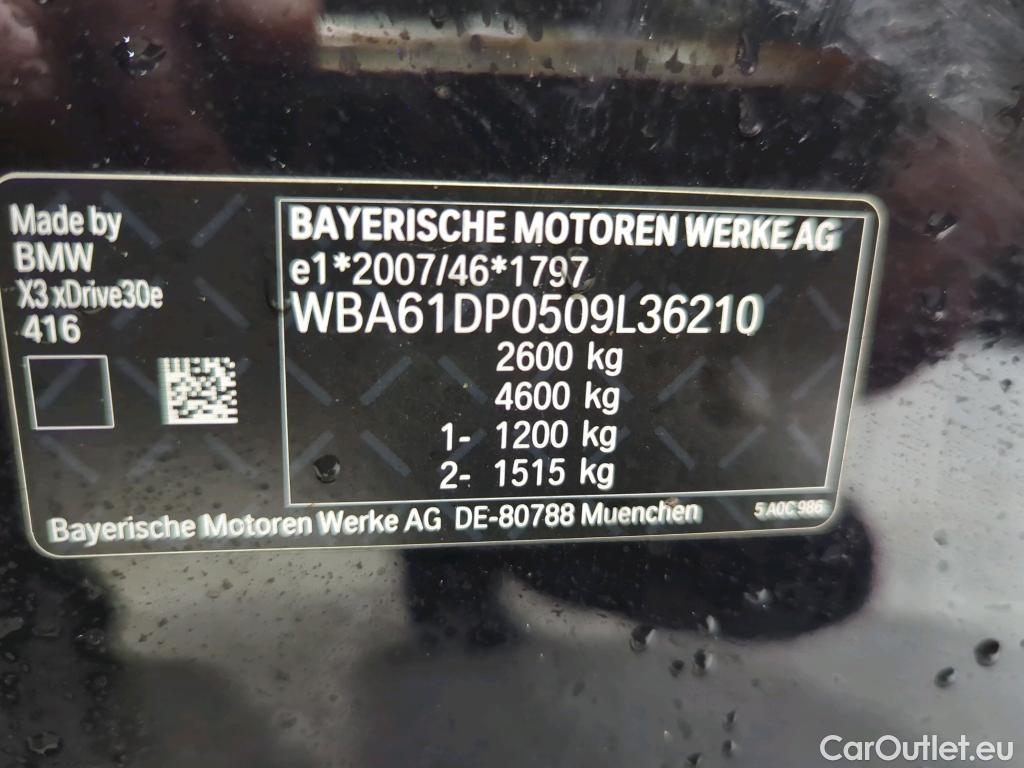 Made by
BMW
X3 xDrive30e
416
BAYERISCHE MOTOREN WERKE AG
e1*2007/46*1797
WBA61DP0509L36210
2600 kg
4600 kg
1- 1200 kg
2- 1515 kg
Bayerische Motoren Werke AG DE-80788 Muenchen
5 A0C 986
CarOutlet.eu